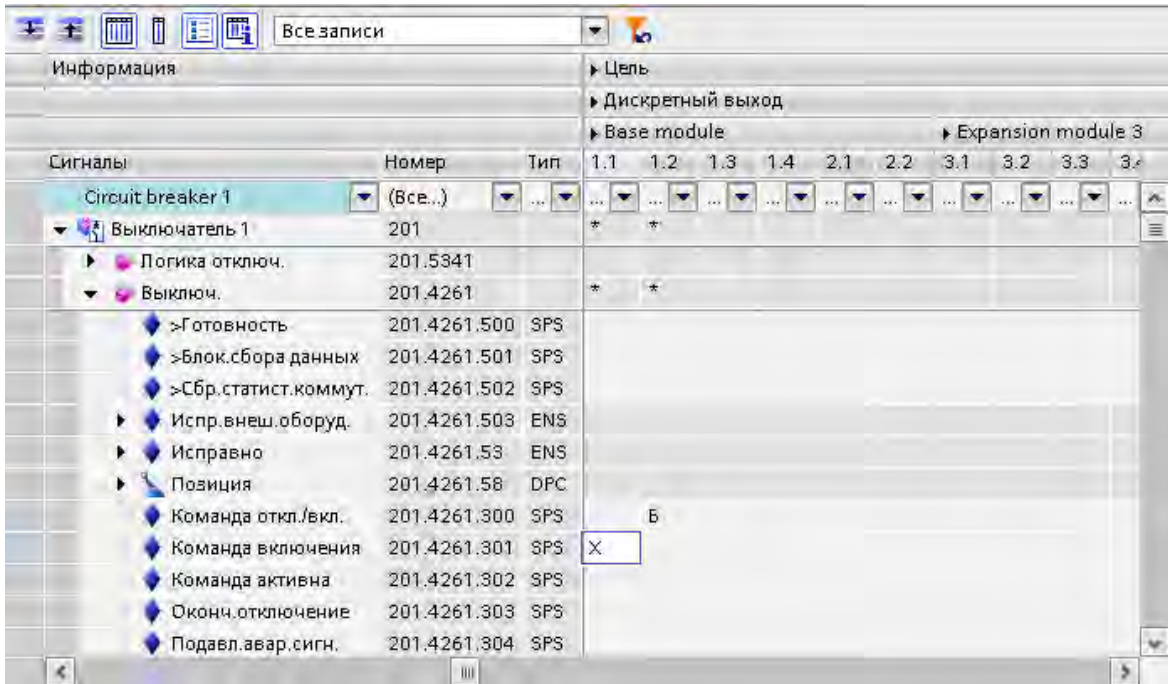 Все записи
Информация Цель
Дискретный выход
Base module Expansion module 3
Сигналы Номер Тип 1.1 1.2 1.3 1.4 2.1 2.2 3.1 3.2 3.3
Circuit breaker 1 (Все...) ... ... ... ... ... ... ... ... ... ... ...
Выключатель 1 201 * *
Логика отключ. 201.5341
Выключ. 201.4261 * *
>Готовность 201.4261.500 SPS
>Блок.сбора данных 201.4261.501 SPS
>Сбр.статист.коммут. 201.4261.502 SPS
Испр.внеш.оборуд. 201.4261.503 ENS
Исправно 201.4261.53 ENS
Позиция 201.4261.58 DPC
Команда откл./вкл. 201.4261.300 SPS Б
Команда включения 201.4261.301 SPS X
Команда активна 201.4261.302 SPS
Оконч.отключение 201.4261.303 SPS
Подавл.авар.сигн. 201.4261.304 SPS